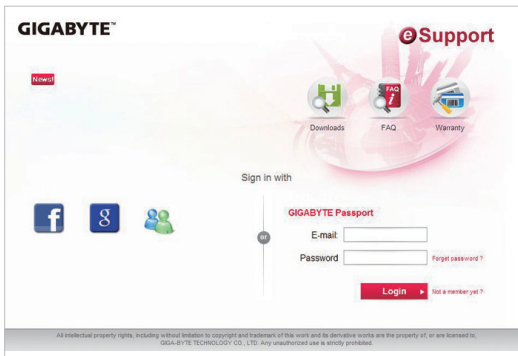 GIGABYTE™
eSupport
News!
FAQ
Downloads
FAQ
Warranty
Sign in with
f
g
or
GIGABYTE Passport
E-mail:
Password
Forget password ?
Login
Not a member yet ?
All intellectual property rights, including without limitation to copyright and trademark of this work and its derivative works are the property of, or are licensed to,
GIGA-BYTE TECHNOLOGY CO., LTD. Any unauthorized use is strictly prohibited.